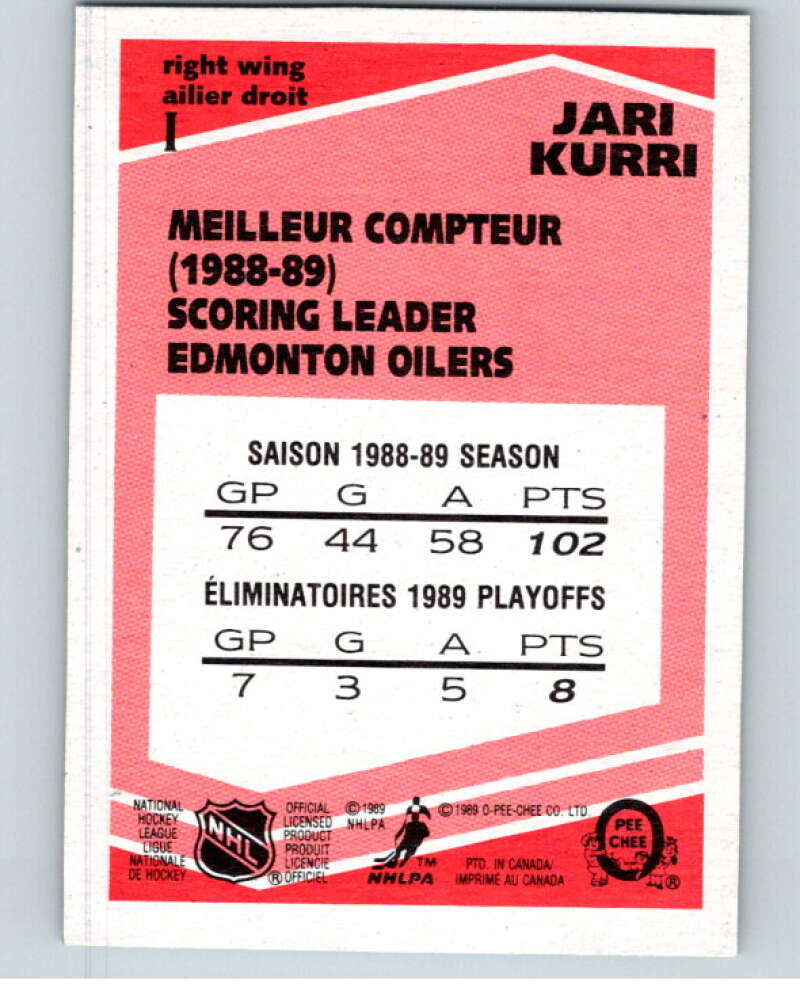 right wing
ailier droit
I
JARI
KURRI
MEILLEUR COMPTEUR
(1988-89)
SCORING LEADER
EDMONTON OILERS
SAISON 1988-89 SEASON
GP G A PTS
76 44 58 102
ÉLIMINATOIRES 1989 PLAYOFFS
GP G A PTS
7 3 5 8
NATIONAL
HOCKEY
LEAGUE
LIGUE
NATIONALE
DE HOCKEY
NHL
OFFICIAL
LICENSED
PRODUCT
PRODUIT
LICENCIE
® OFFICIEL
© 1989
NHLPA
TM
NHLPA
© 1989 O-PEE-CHEE CO. LTD.
PTD. IN CANADA/
IMPRIME AU CANADA
O
PEE
CHEE
®